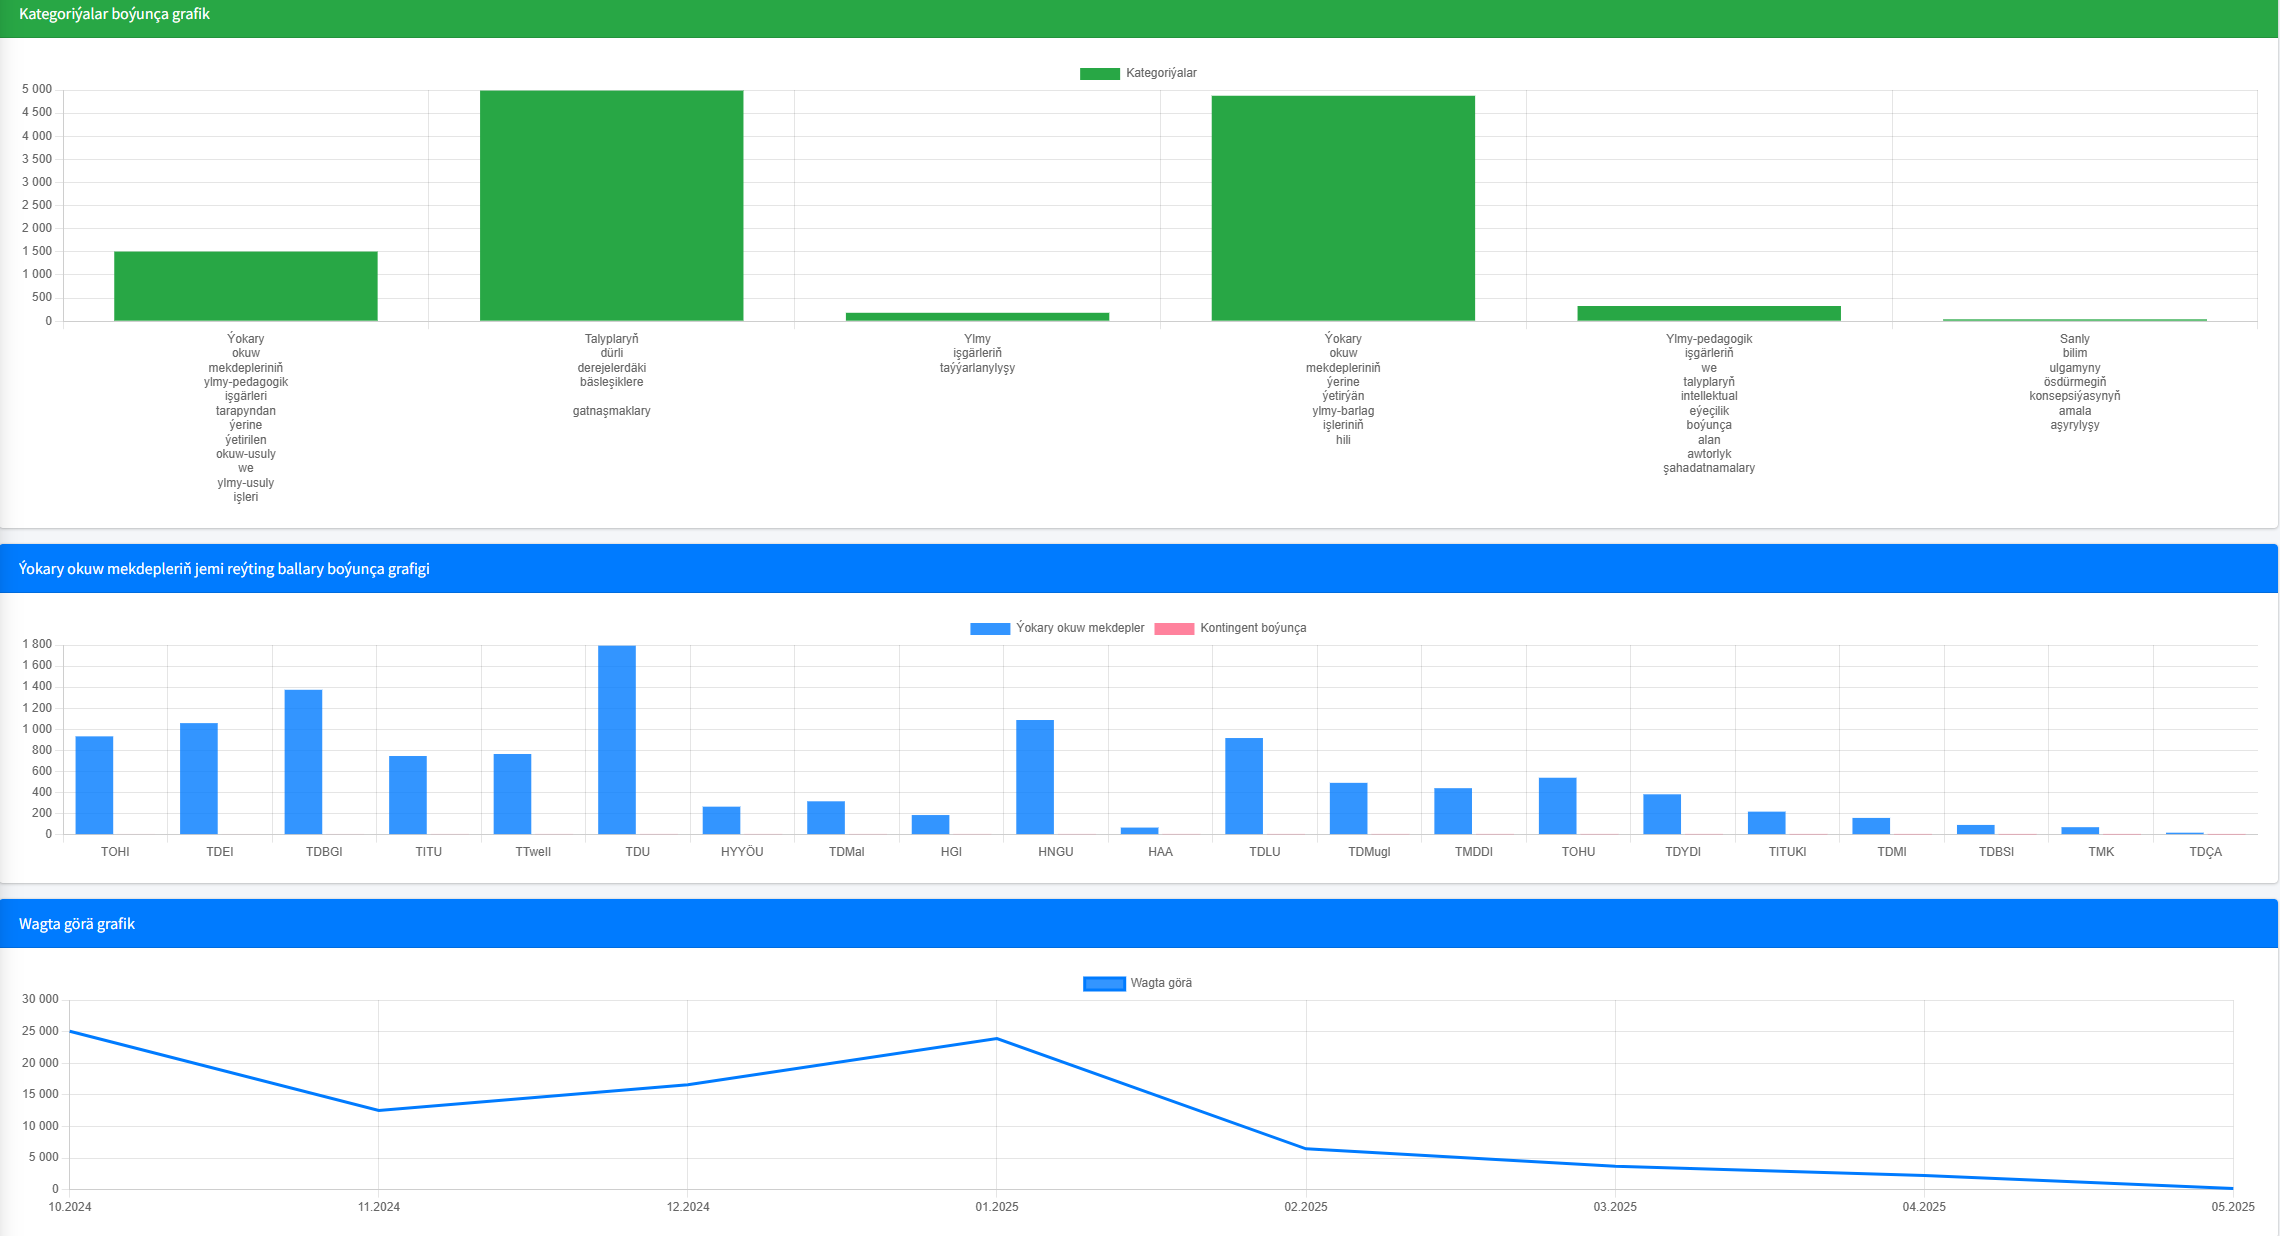 Kategoriýalar boýunça grafik
Kategoriýalar
5 000
4 500
4 000
3 500
3 000
2 500
2 000
1 500
1 000
500
0
Ýokary
okuw
mekdepleriniň
ylmy-pedagogik
işgärleri
tarapyndan
ýerine
ýetirilen
okuw-usuly
we
ylmy-usuly
işleri
Talyplaryň
dürli
derejelerdäki
bäsleşiklere
gatnaşmaklary
Ylmy
işgärleriň
taýýarlanylyşy
Ýokary
okuw
mekdepleriniň
ýerine
ýetirýän
ylmy-barlag
işleriniň
hili
Ylmy-pedagogik
işgärleriň
we
talyplaryň
intellektual
eýeçilik
boýunça
alan
awtorlyk
şahadatnamalary
Sanly
bilim
ulgamyny
ösdürmegiň
konsepsiýasynyň
amala
aşyrylyşy
Ýokary okuw mekdepleriň jemi reýting ballary boýunça grafigi
Ýokary okuw mekdepler Kontingent boýunça
1 800
1 600
1 400
1 200
1 000
800
600
400
200
0
TOHI TDEI TDBGI TITU TTweII TDU HYYÖU TDMal HGI HNGU HAA TDLU TDMugI TMDDI TOHU TDYDI TITUKI TDMI TDBSI TMK TDÇA
Wagta görä grafik
Wagta görä
30 000
25 000
20 000
15 000
10 000
5 000
0
10.2024 11.2024 12.2024 01.2025 02.2025 03.2025 04.2025 05.2025